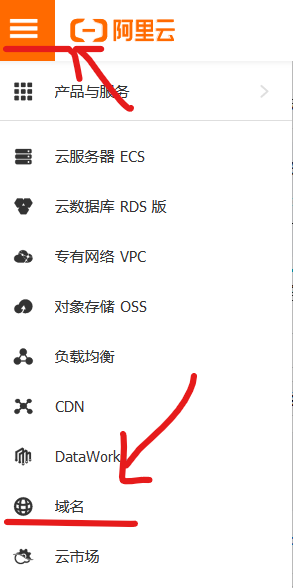 阿里云
产品与服务
云服务器 ECS
云数据库 RDS 版
专有网络 VPC
对象存储 OSS
负载均衡
CDN
DataWork
域名
云市场